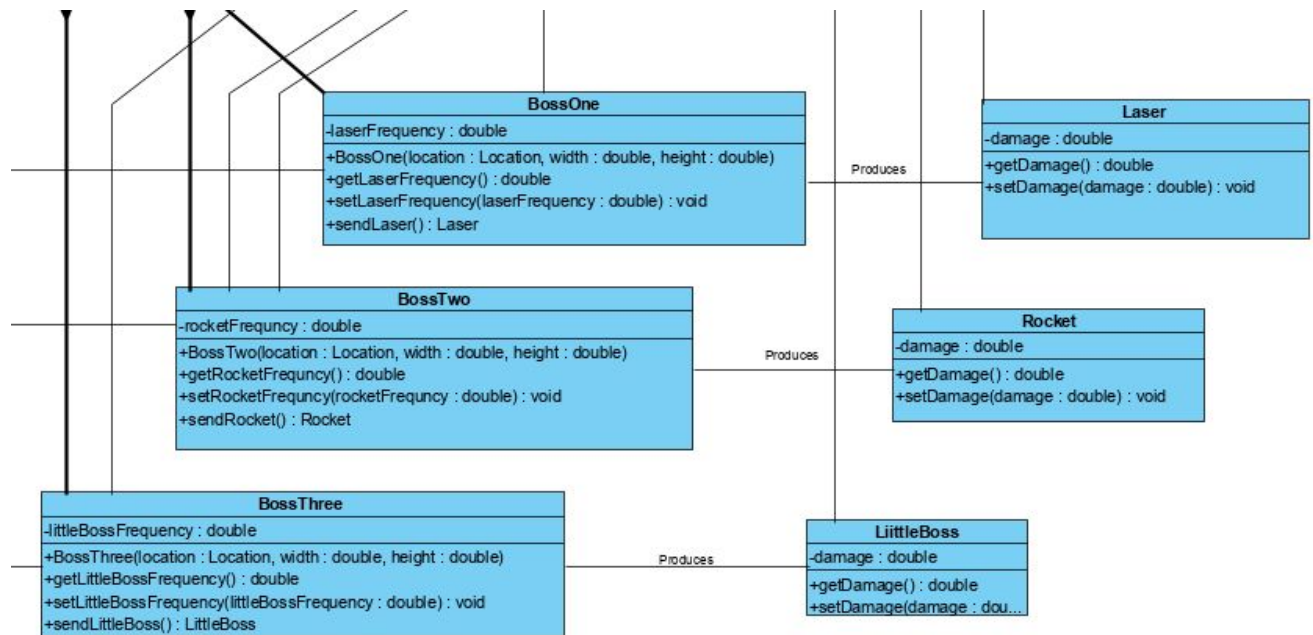 BossOne
-laserFrequency : double
+BossOne(location : Location, width : double, height : double)
+getLaserFrequency() : double
+setLaserFrequency(laserFrequency : double) : void
+sendLaser() : Laser
Produces
Laser
-damage : double
+getDamage() : double
+setDamage(damage : double) : void
BossTwo
-rocketFrequncy : double
+BossTwo(location : Location, width : double, height : double)
+getRocketFrequncy() : double
+setRocketFrequncy(rocketFrequncy : double) : void
+sendRocket() : Rocket
Produces
Rocket
-damage : double
+getDamage() : double
+setDamage(damage : double) : void
BossThree
-littleBossFrequency : double
+BossThree(location : Location, width : double, height : double)
+getLittleBossFrequency() : double
+setLittleBossFrequency(littleBossFrequency : double) : void
+sendLittleBoss() : LittleBoss
Produces
LiittleBoss
-damage : double
+getDamage() : double
+setDamage(damage : dou...